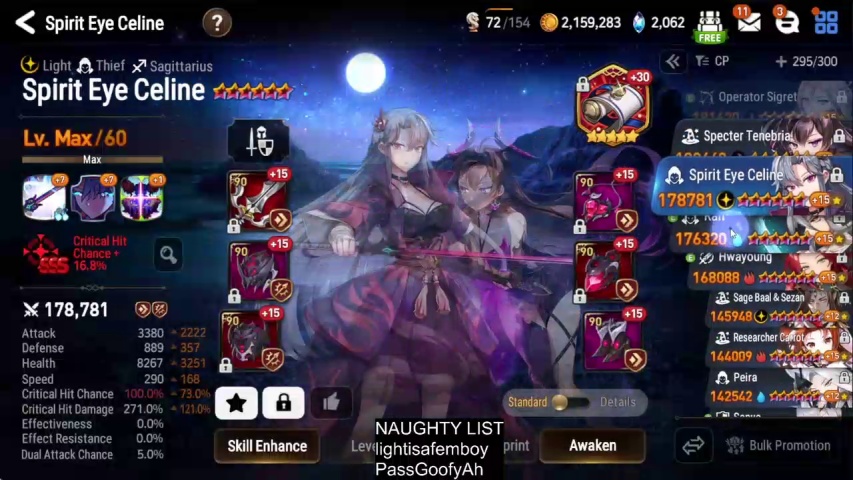 Spirit Eye Celine
?
72/154
2,159,283
2,062
FREE
11
3
Light Thief Sagittarius
Spirit Eye Celine
Lv. Max/60
Max
+7
+7
+1
SSS
Critical Hit
Chance +
16.8%
178,781
Attack 3380 2222
Defense 889 357
Health 8267 3251
Speed 290 168
Critical Hit Chance 100.0% 73.0%
Critical Hit Damage 271.0% 121.0%
Effectiveness 0.0%
Effect Resistance 0.0%
Dual Attack Chance 5.0%
90 +15
90 +15
90 +15
+30
90 +15
90 +15
90 +15
Standard Details
Skill Enhance
Awaken
NAUGHTY LIST
lightisafemboy
PassGoofyAh
CP
295/300
Operator Sigret
Specter Tenebria
Spirit Eye Celine
178781 +15
176320 +15
Hwayoung
168088 +15
Sage Baal & Sezan
145948 +12
Researcher Carrot
144009 +15
Peira
142542 +12
Bulk Promotion